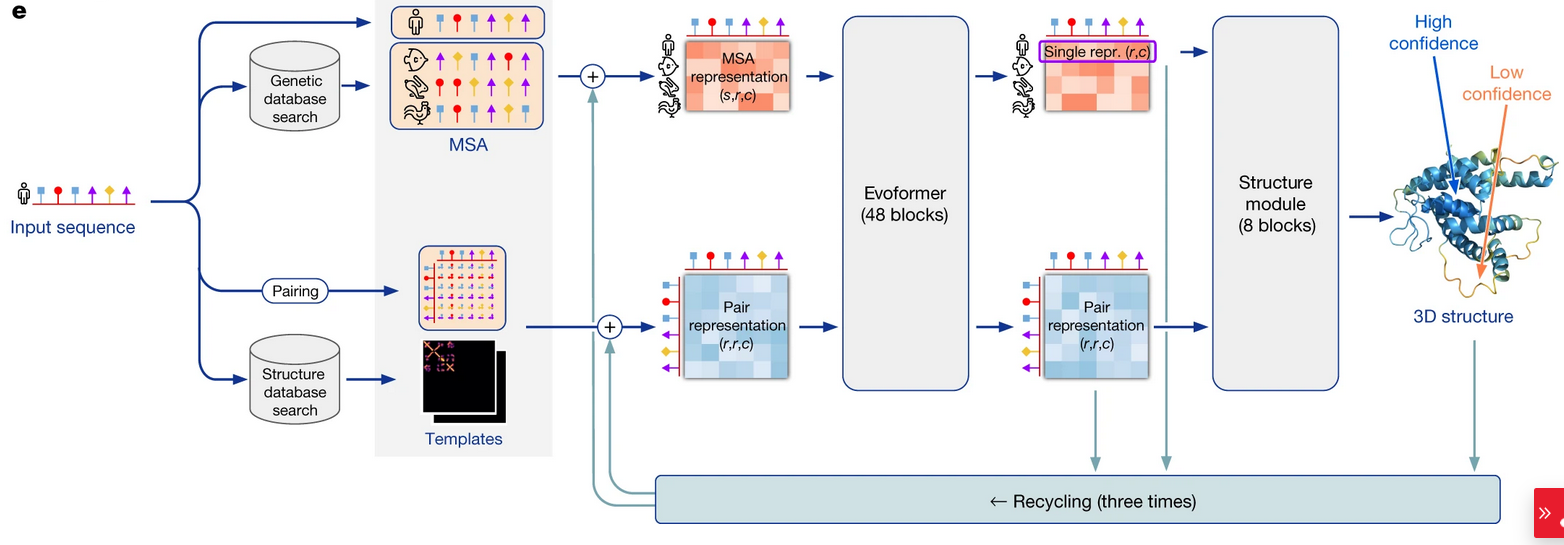 e
Input sequence
Genetic
database
search
MSA
Pairing
Structure
database
search
Templates
+
+
MSA
representation
(s,r,c)
Pair
representation
(r,r,c)
Evoformer
(48 blocks)
Single repr. (r,c)
Pair
representation
(r,r,c)
Structure
module
(8 blocks)
High
confidence
Low
confidence
3D structure
← Recycling (three times)
»